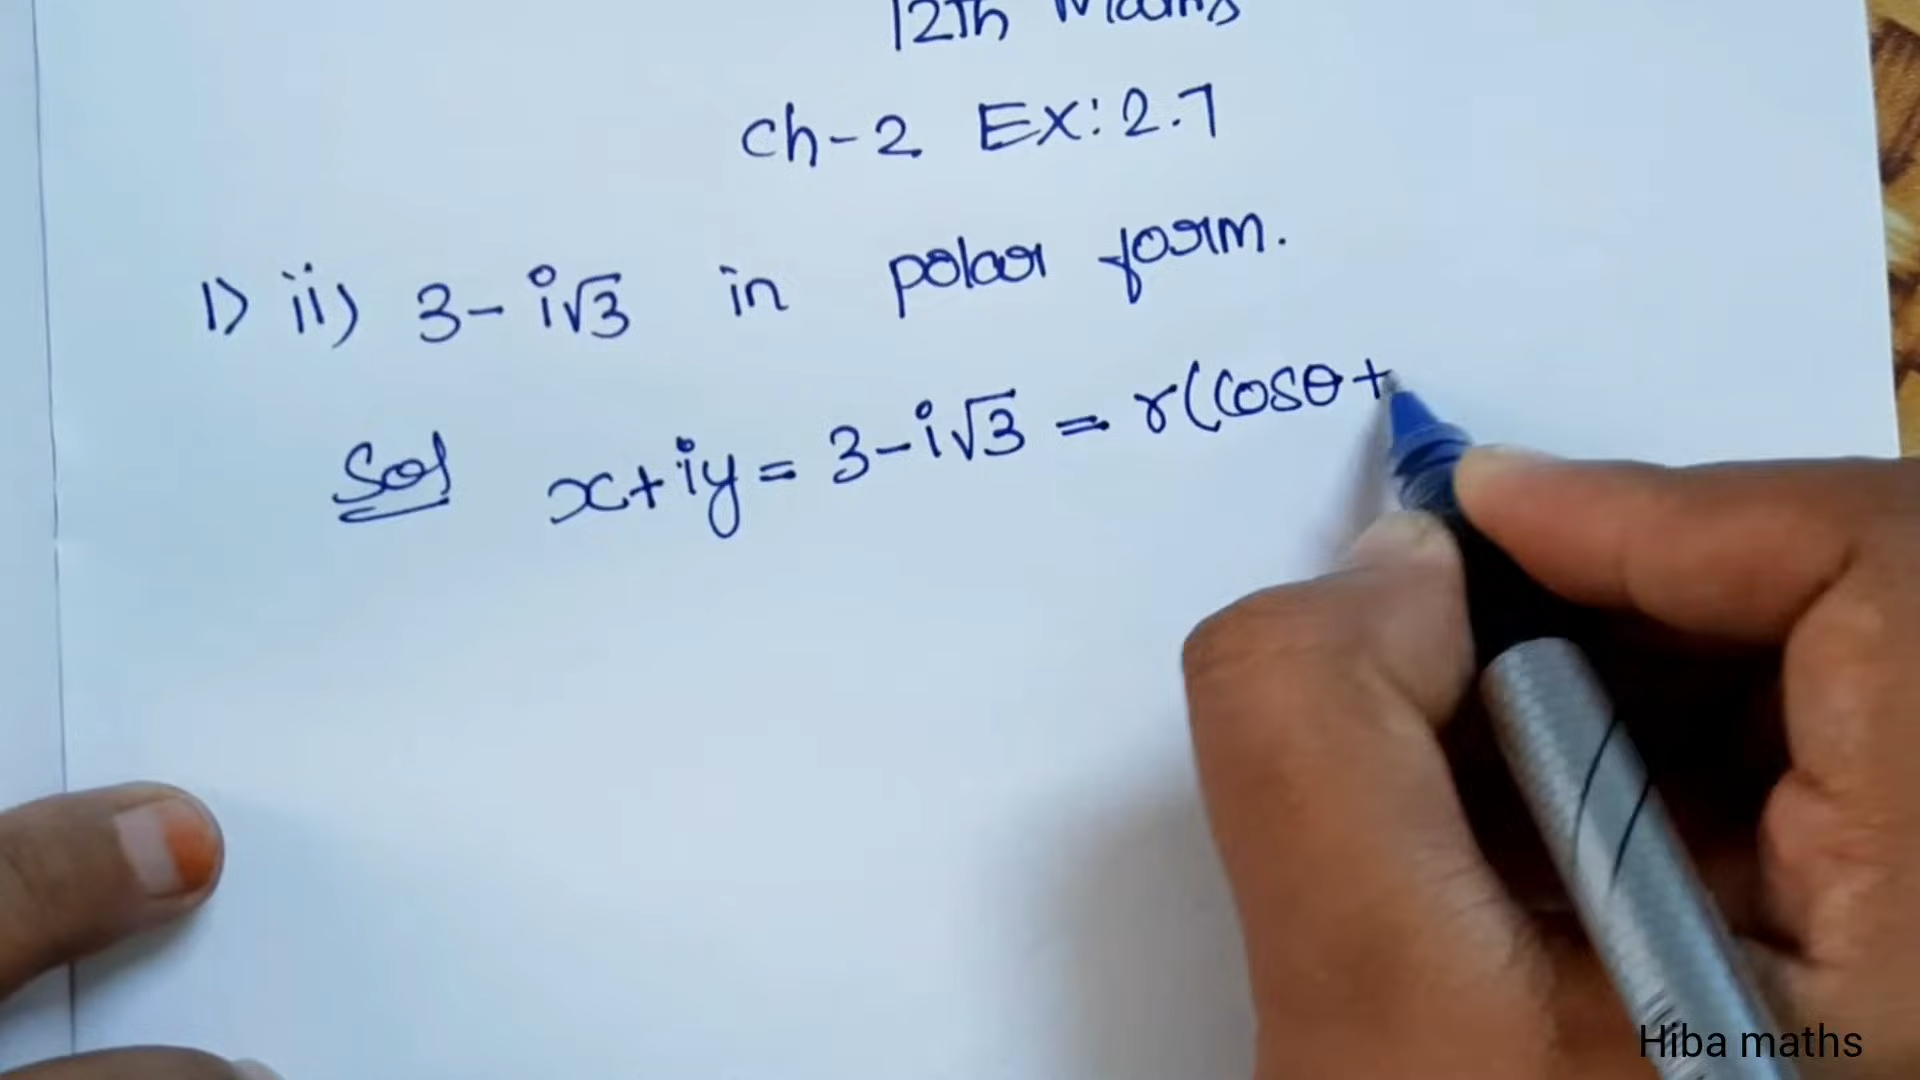 12Th Maths
Ch-2 Ex: 2.7
1) ii) 3-i√3 in polar form.
Sol x+iy = 3-i√3 = r(cosθ+
Hiba maths